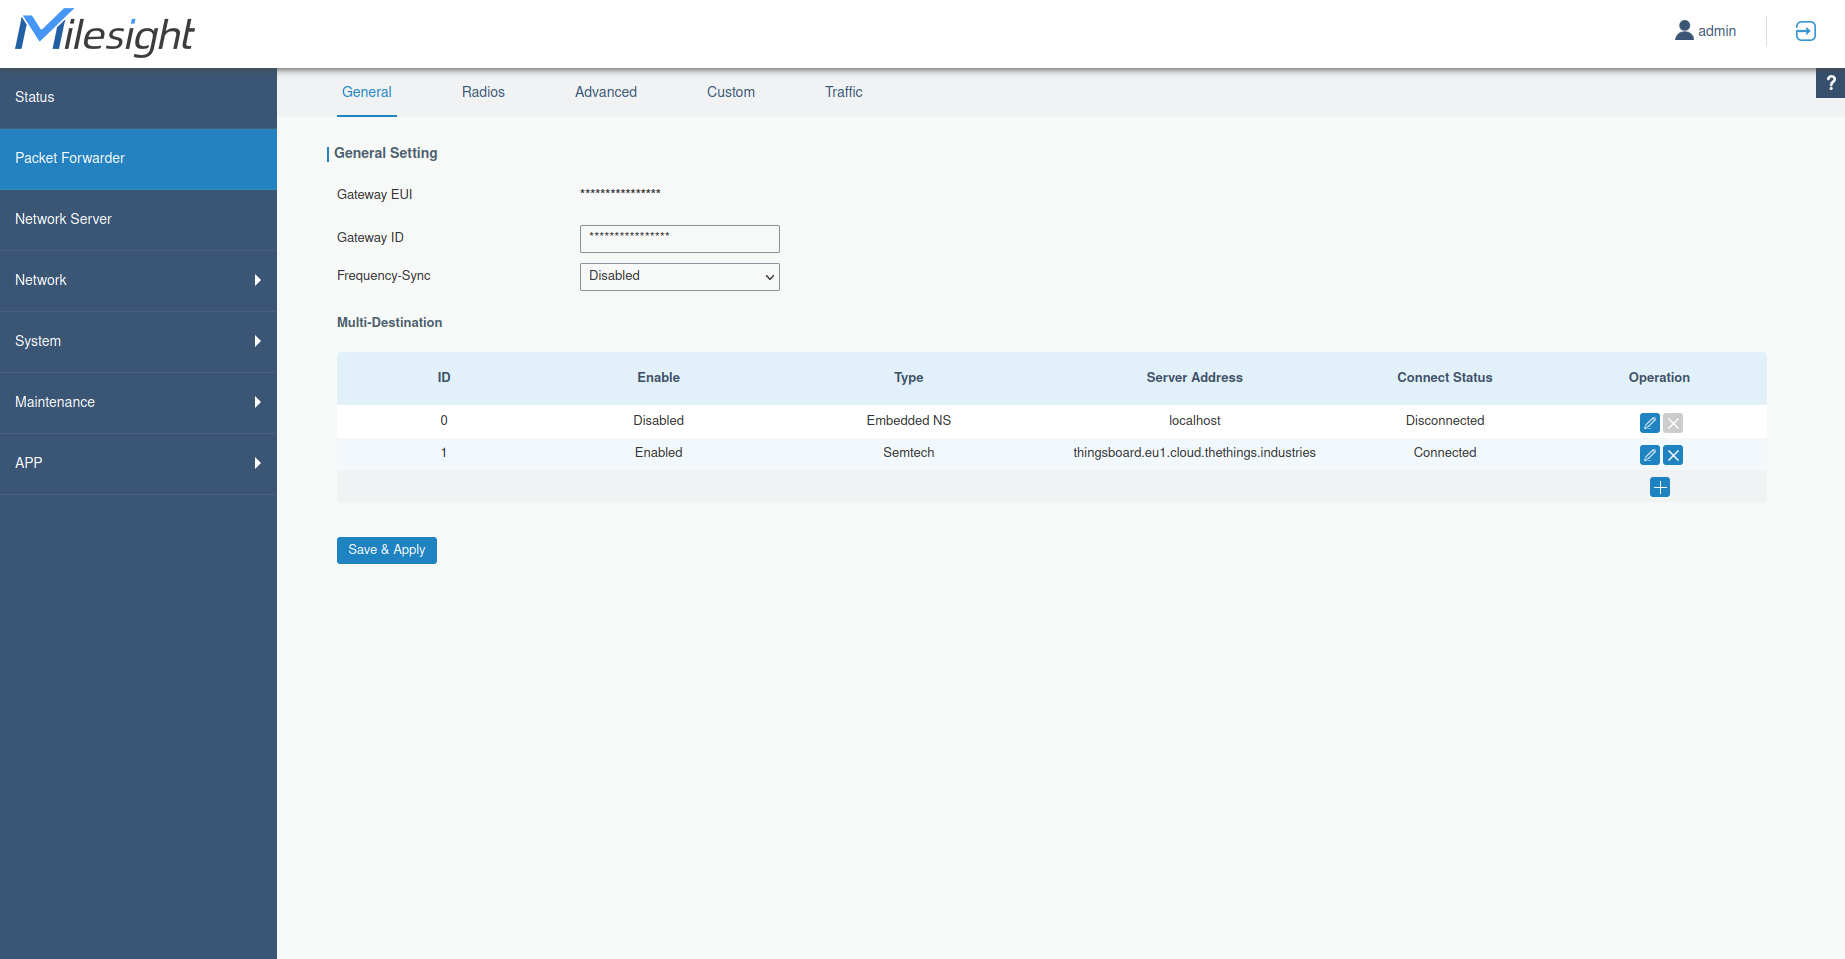 Milesight
admin
Status
Packet Forwarder
Network Server
Network
System
Maintenance
APP
General Radios Advanced Custom Traffic
?
General Setting
Gateway EUI ****************
Gateway ID ****************
Frequency-Sync Disabled
Multi-Destination
ID Enable Type Server Address Connect Status Operation
0 Disabled Embedded NS localhost Disconnected
1 Enabled Semtech thingsboard.eu1.cloud.thethings.industries Connected
Save & Apply